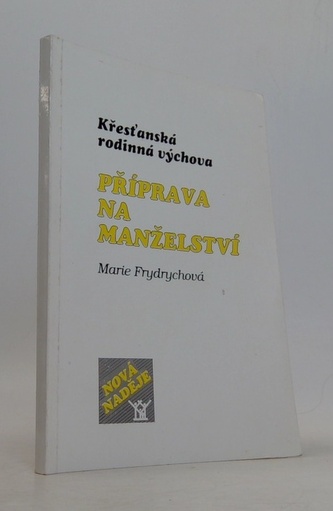 Křesťanská
rodinná výchova
PŘÍPRAVA
NA
MANŽELSTVÍ
Marie Frydrychová
NOVÁ
NADĚJE